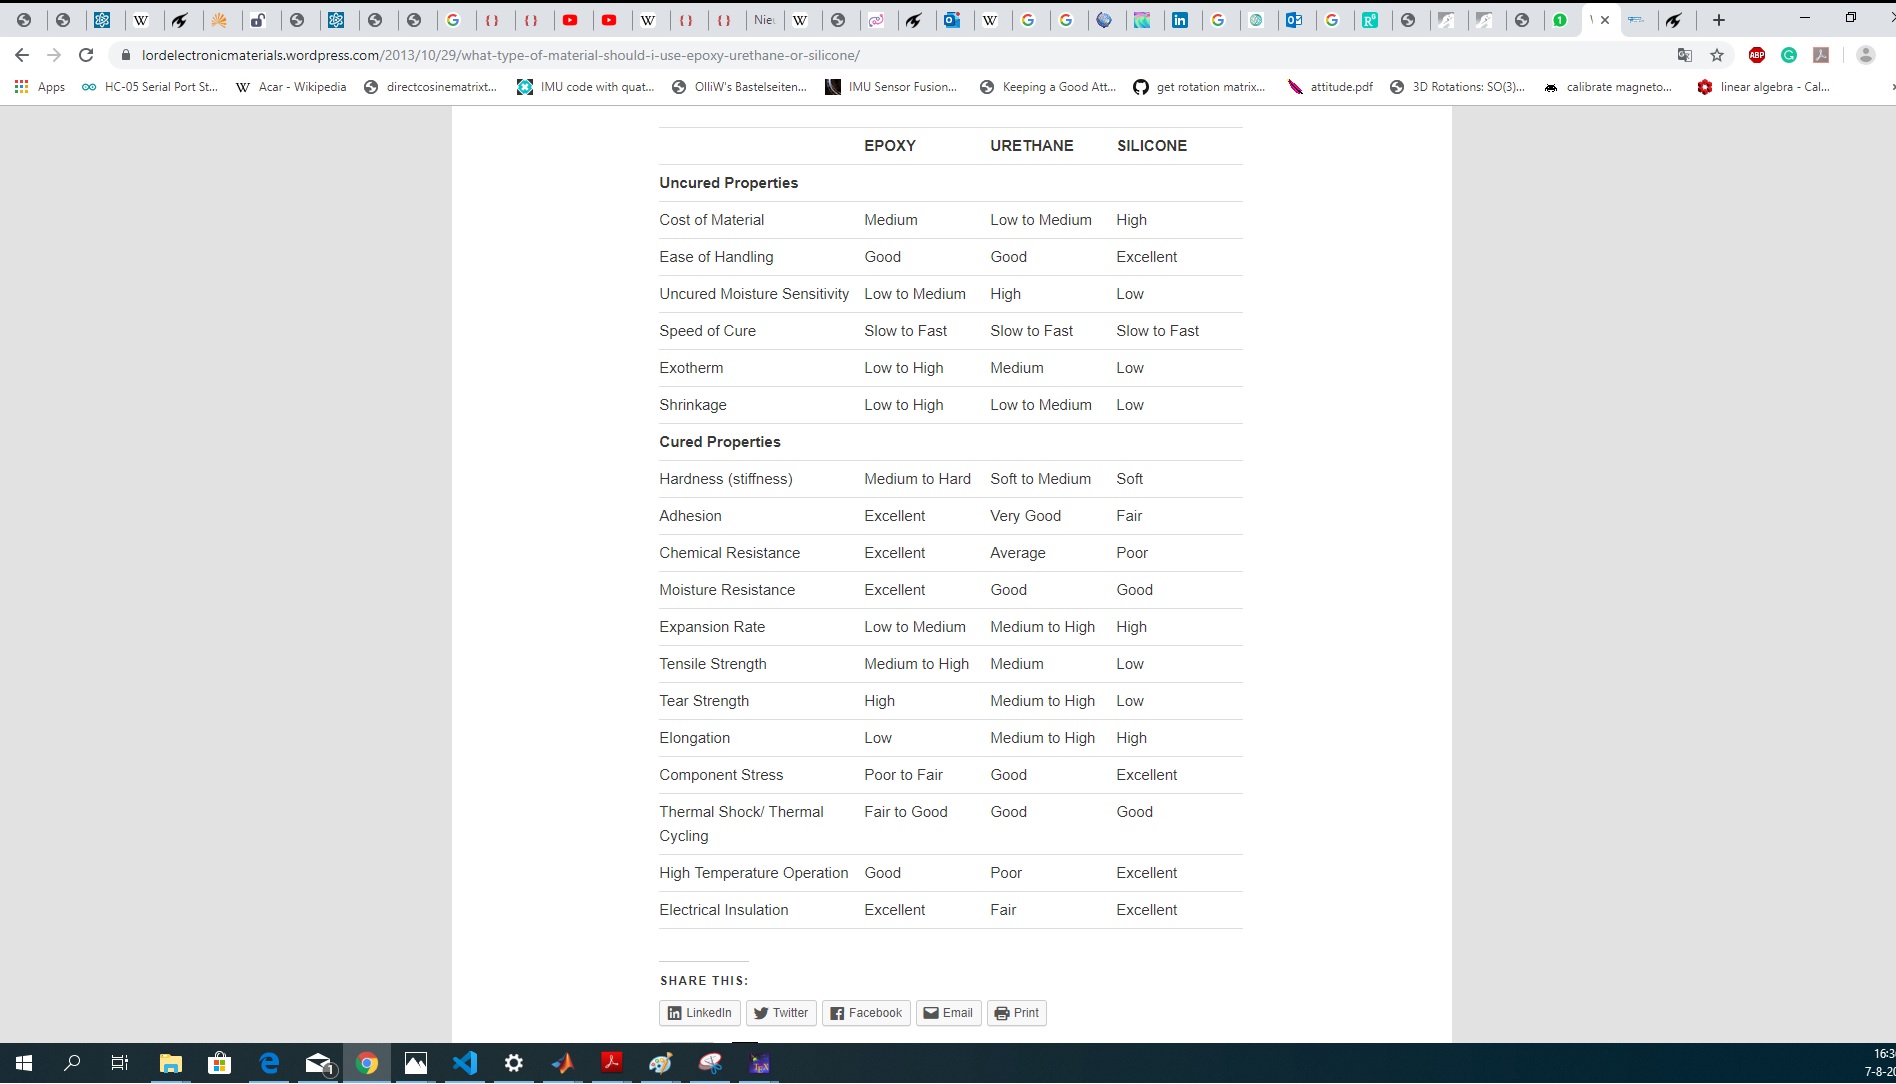 Nieu
lordelectronicmaterials.wordpress.com/2013/10/29/what-type-of-material-should-i-use-epoxy-urethane-or-silicone/
ABP
Apps HC-05 Serial Port St... Acar - Wikipedia directcosinematrixt... IMU code with quat... OlliW's Bastelseiten... IMU Sensor Fusion... Keeping a Good Att... get rotation matrix... attitude.pdf 3D Rotations: SO(3)... calibrate magneto... linear algebra - Cal...
EPOXY URETHANE SILICONE
Uncured Properties
Cost of Material Medium Low to Medium High
Ease of Handling Good Good Excellent
Uncured Moisture Sensitivity Low to Medium High Low
Speed of Cure Slow to Fast Slow to Fast Slow to Fast
Exotherm Low to High Medium Low
Shrinkage Low to High Low to Medium Low
Cured Properties
Hardness (stiffness) Medium to Hard Soft to Medium Soft
Adhesion Excellent Very Good Fair
Chemical Resistance Excellent Average Poor
Moisture Resistance Excellent Good Good
Expansion Rate Low to Medium Medium to High High
Tensile Strength Medium to High Medium Low
Tear Strength High Medium to High Low
Elongation Low Medium to High High
Component Stress Poor to Fair Good Excellent
Thermal Shock/ Thermal Fair to Good Good Good
Cycling
High Temperature Operation Good Poor Excellent
Electrical Insulation Excellent Fair Excellent
SHARE THIS:
LinkedIn Twitter Facebook Email Print
16:3
7-8-20